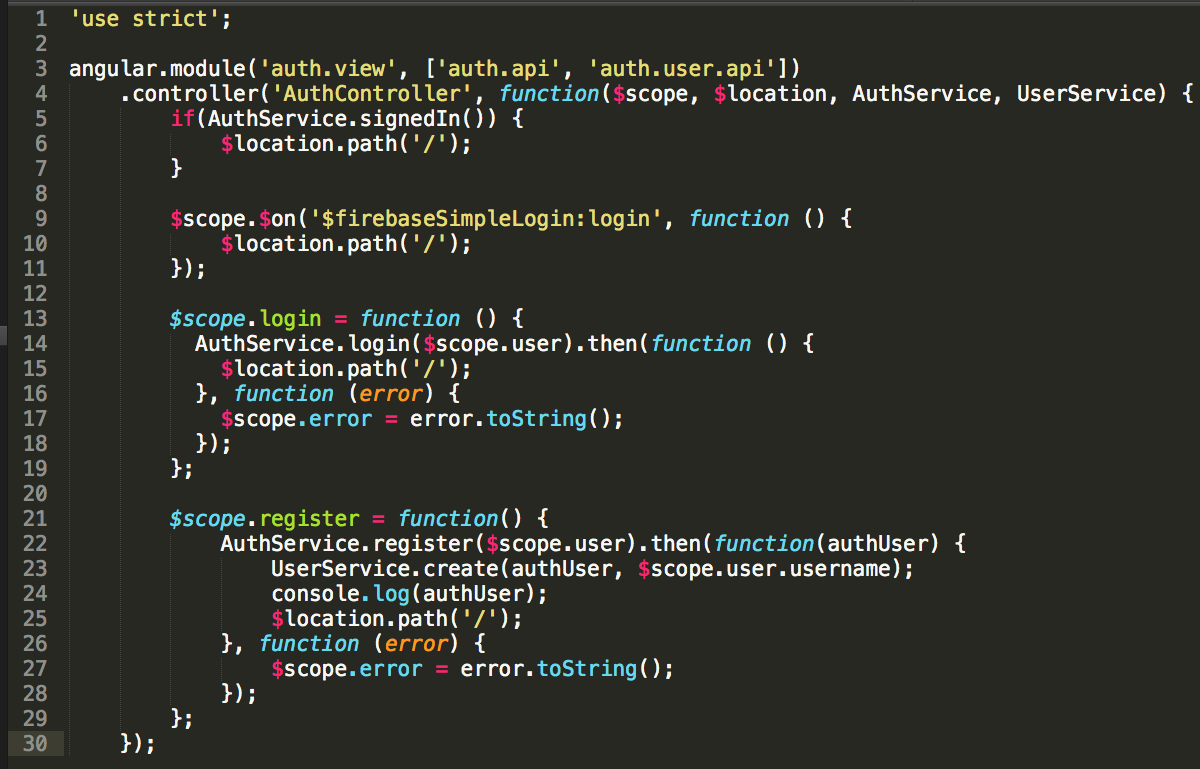 1 'use strict';
2
3 angular.module('auth.view', ['auth.api', 'auth.user.api'])
4     .controller('AuthController', function($scope, $location, AuthService, UserService) {
5         if(AuthService.signedIn()) {
6             $location.path('/');
7         }
8
9         $scope.$on('$firebaseSimpleLogin:login', function () {
10             $location.path('/');
11         });
12
13         $scope.login = function () {
14           AuthService.login($scope.user).then(function () {
15             $location.path('/');
16           }, function (error) {
17             $scope.error = error.toString();
18           });
19         };
20
21         $scope.register = function() {
22             AuthService.register($scope.user).then(function(authUser) {
23                 UserService.create(authUser, $scope.user.username);
24                 console.log(authUser);
25                 $location.path('/');
26             }, function (error) {
27                 $scope.error = error.toString();
28             });
29         };
30     });